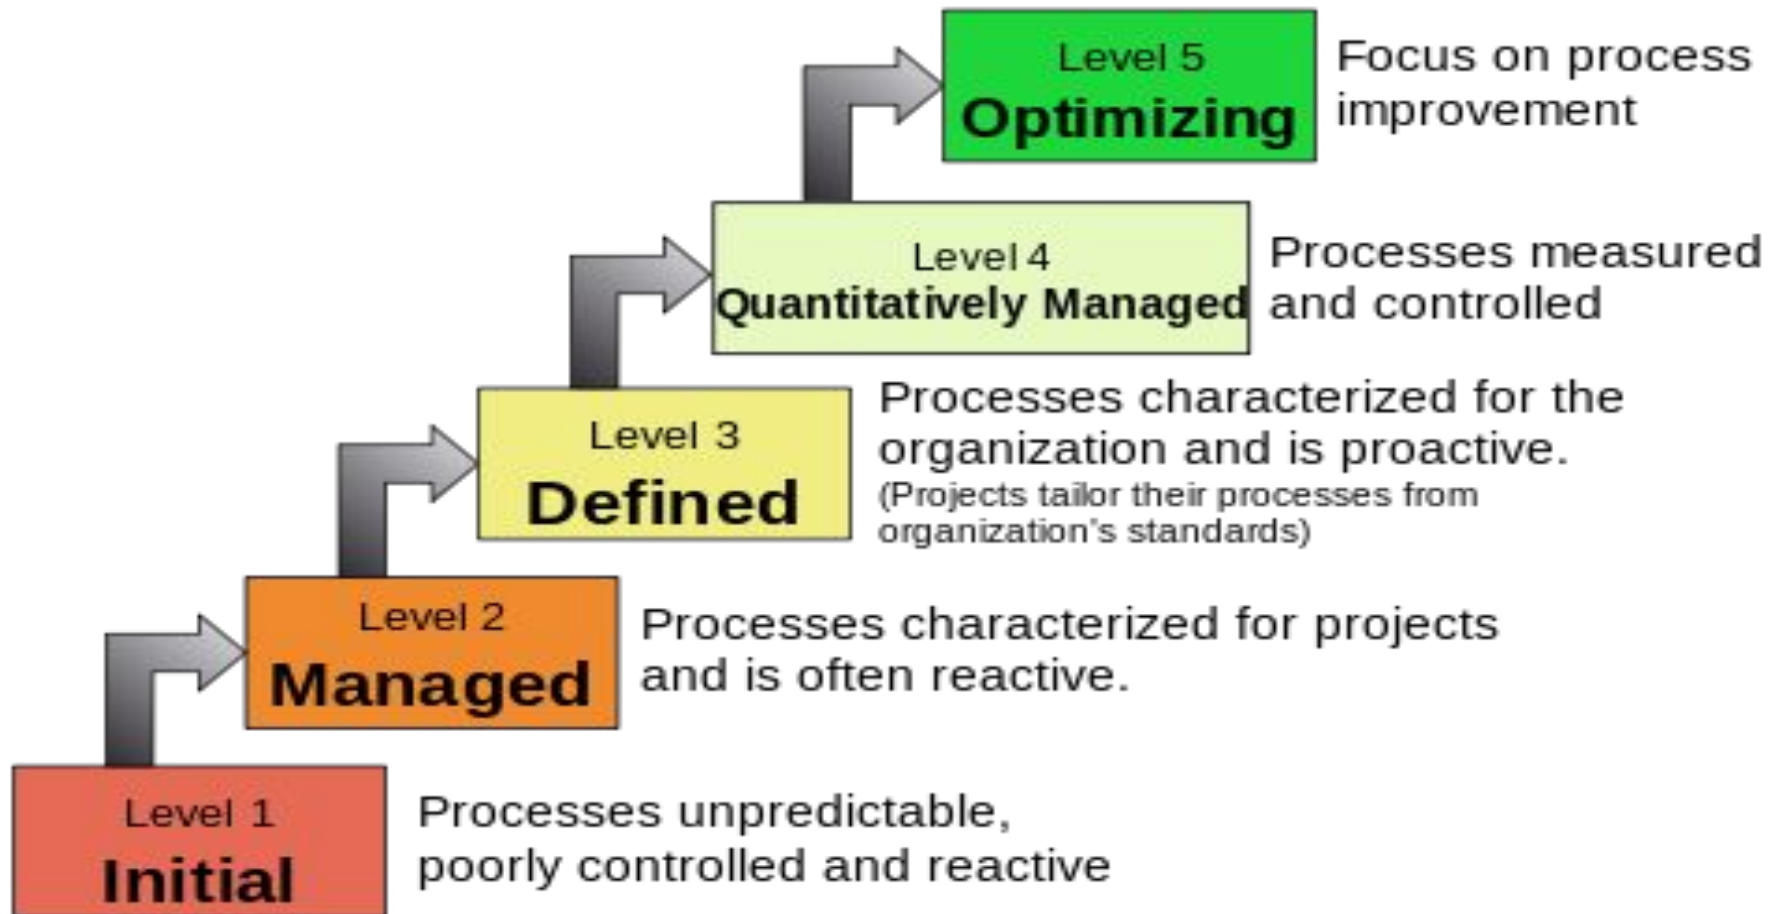 Level 5
Optimizing
Focus on process
improvement
Level 4
Quantitatively Managed
Processes measured
and controlled
Level 3
Defined
Processes characterized for the
organization and is proactive.
(Projects tailor their processes from
organization's standards)
Level 2
Managed
Processes characterized for projects
and is often reactive.
Level 1
Initial
Processes unpredictable,
poorly controlled and reactive